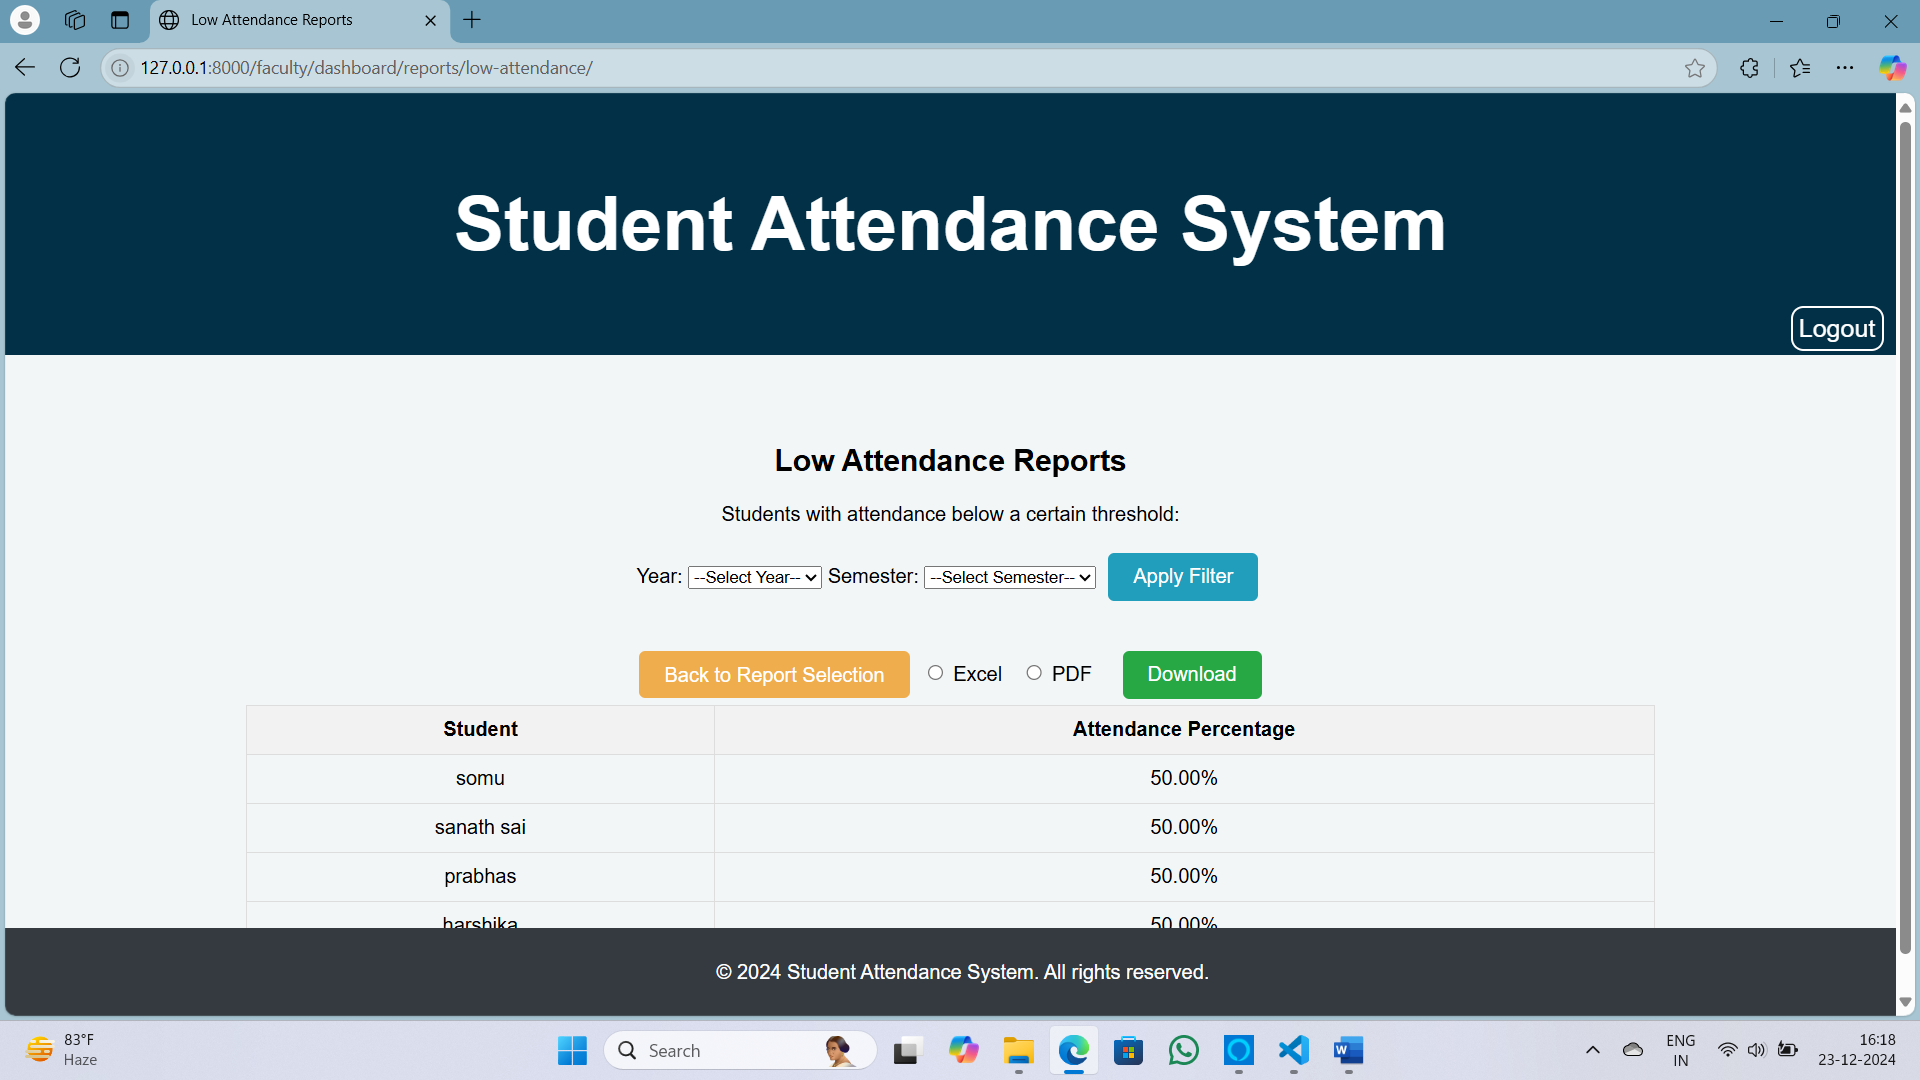 Low Attendance Reports
127.0.0.1:8000/faculty/dashboard/reports/low-attendance/
Student Attendance System
Logout
Low Attendance Reports
Students with attendance below a certain threshold:
Year: --Select Year-- Semester: --Select Semester-- Apply Filter
Back to Report Selection Excel PDF Download
Student Attendance Percentage
somu 50.00%
sanath sai 50.00%
prabhas 50.00%
harshika 50.00%
© 2024 Student Attendance System. All rights reserved.
83°F
Haze
Search
ENG
IN
16:18
23-12-2024